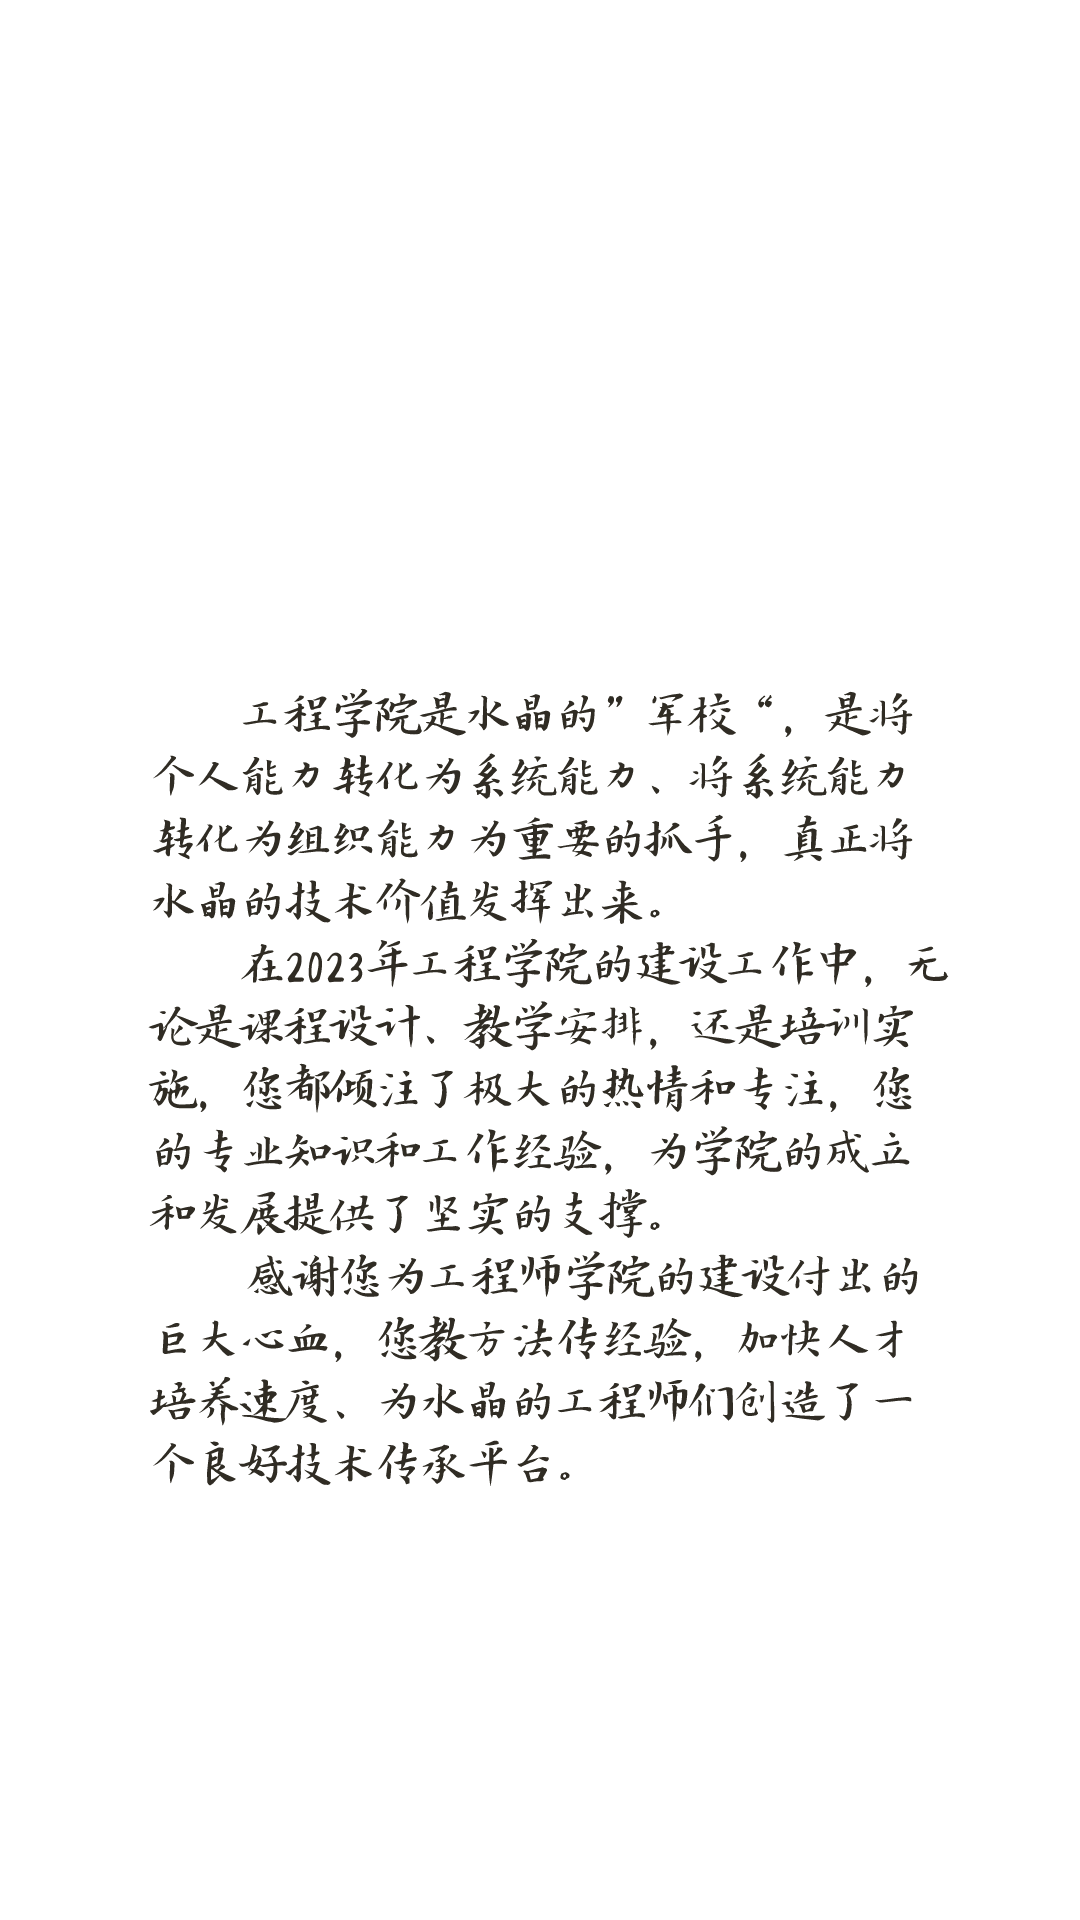 工程学院是水晶的”军校“，是将
个人能力转化为系统能力、将系统能力
转化为组织能力为重要的抓手，真正将
水晶的技术价值发挥出来。
在2023年工程学院的建设工作中，无
论是课程设计、教学安排，还是培训实
施，您都倾注了极大的热情和专注，您
的专业知识和工作经验，为学院的成立
和发展提供了坚实的支撑。
感谢您为工程师学院的建设付出的
巨大心血，您教方法传经验，加快人才
培养速度、为水晶的工程师们创造了一
个良好技术传承平台。